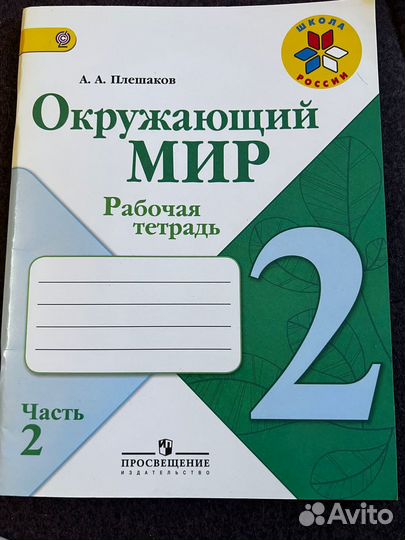 ШКОЛА
РОССИИ
А. А. Плешаков
Окружающий
МИР
Рабочая
тетрадь
2
Часть
2
ПРОСВЕЩЕНИЕ
ИЗДАТЕЛЬСТВО
Avito